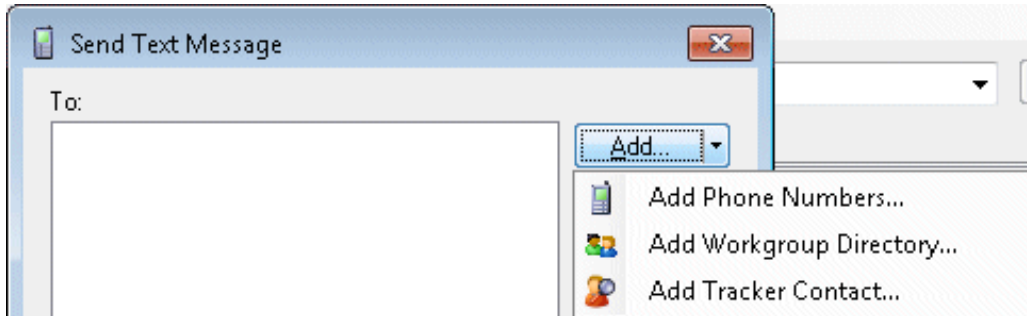 Send Text Message
To:
Add...
Add Phone Numbers...
Add Workgroup Directory...
Add Tracker Contact...